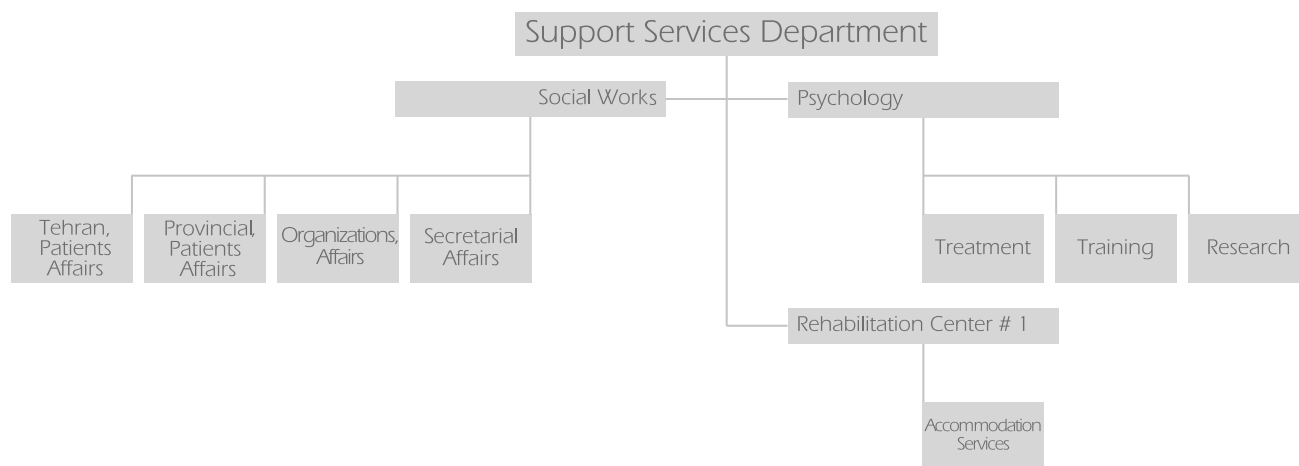 Support Services Department
Social Works
Psychology
Tehran,
Patients
Affairs
Provincial,
Patients
Affairs
Organizations,
Affairs
Secretarial
Affairs
Treatment
Training
Research
Rehabilitation Center # 1
Accommodation
Services